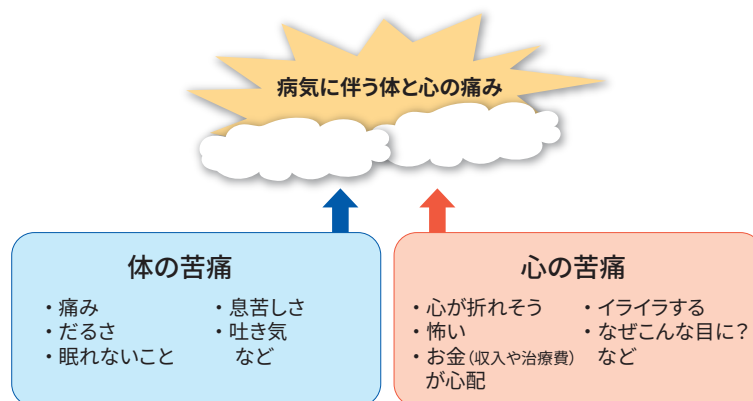 病気に伴う体と心の痛み
体の苦痛
・痛み
・だるさ
・眠れないこと
・息苦しさ
・吐き気
など
心の苦痛
・心が折れそう
・怖い
・お金(収入や治療費)
が心配
・イライラする
・なぜこんな目に?
など